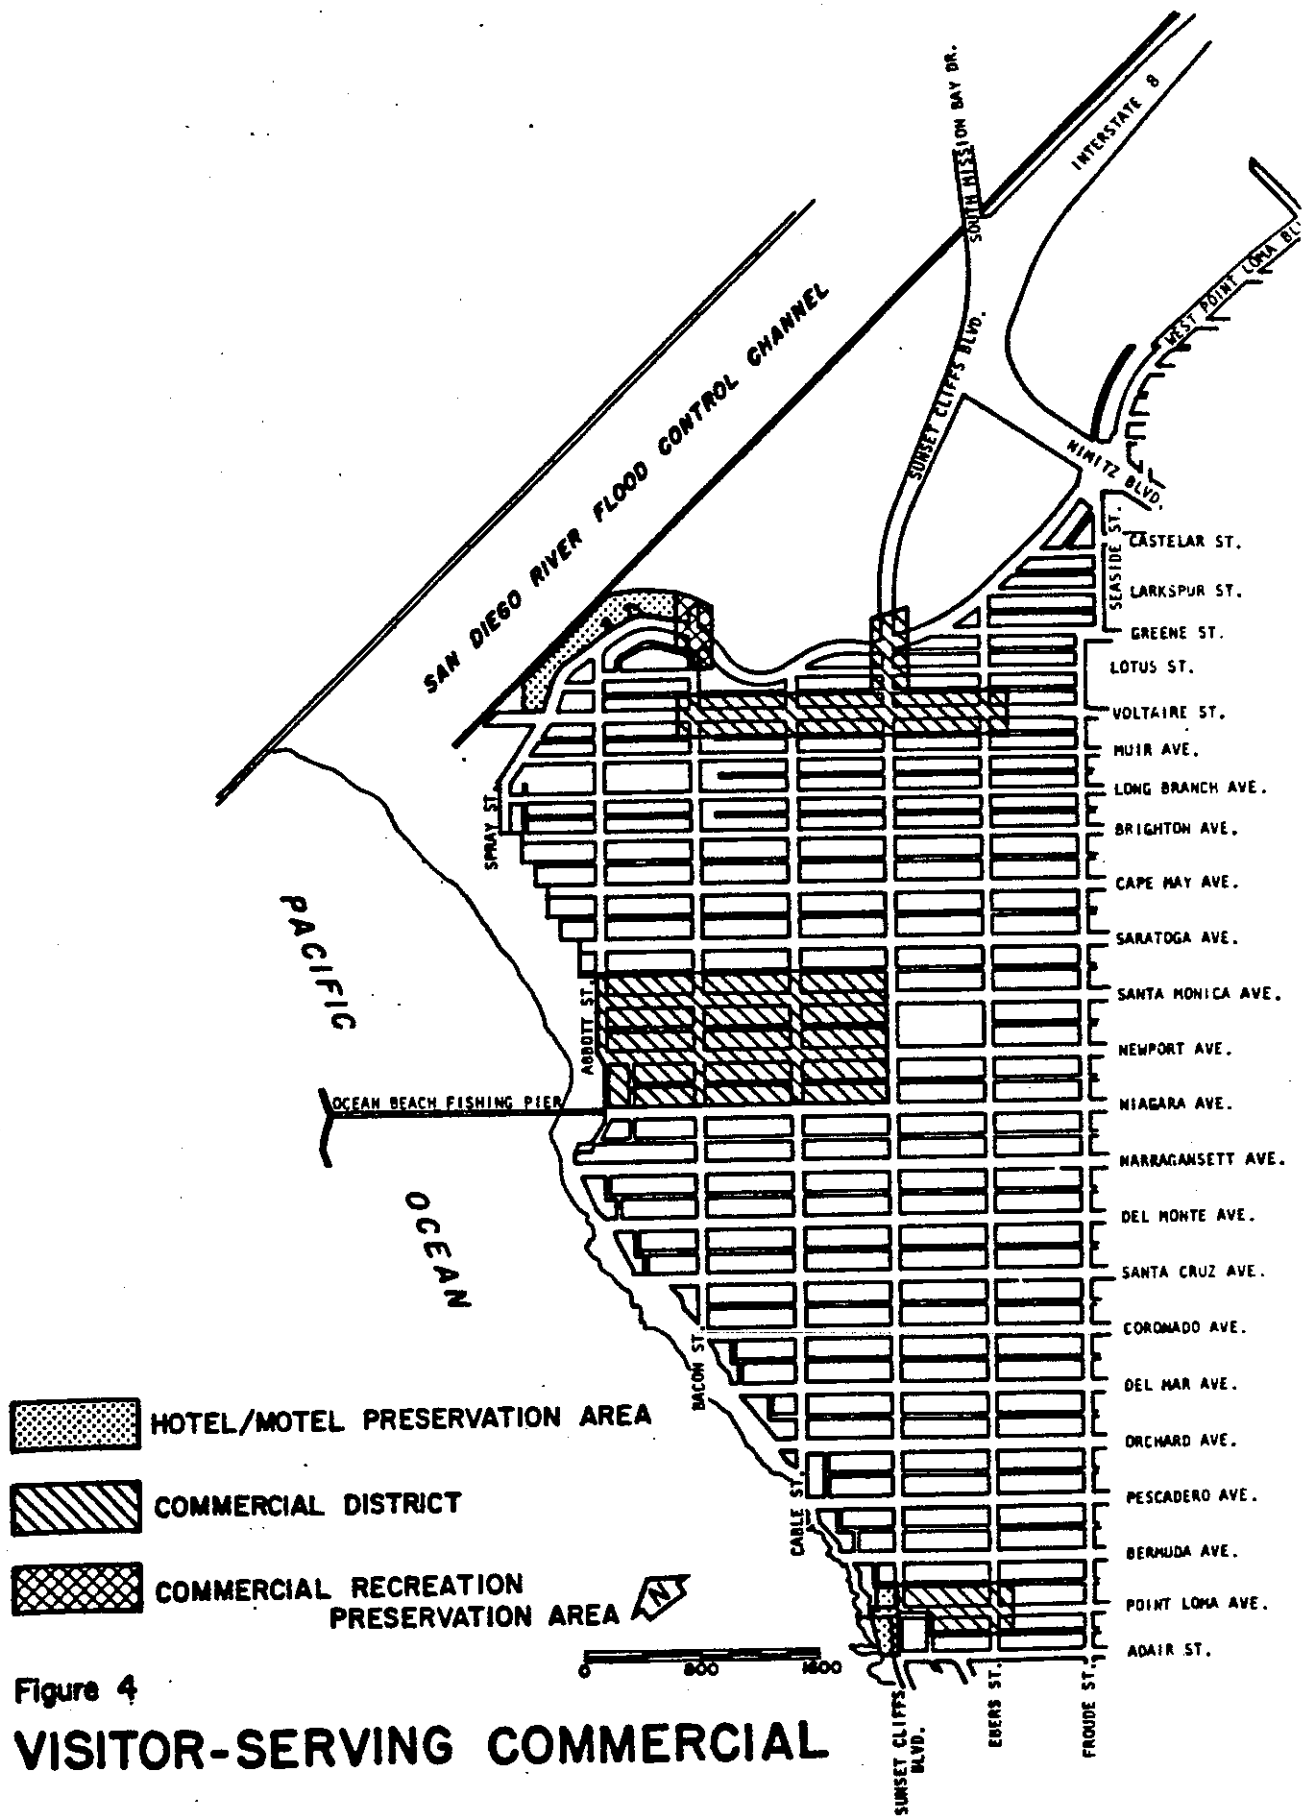 SOUTH MISSION BAY DR.
INTERSTATE 8
WEST POINT LOMA
SAN DIEGO RIVER FLOOD CONTROL CHANNEL
SUNSET CLIFFS BLVD.
NIMITZ BLVD.
SEASIDE ST.
CASTELAR ST.
LARKSPUR ST.
GREENE ST.
LOTUS ST.
VOLTAIRE ST.
MUIR AVE.
LONG BRANCH AVE.
BRIGHTON AVE.
SPRAY ST.
CAPE MAY AVE.
SARATOGA AVE.
PACIFIC
SANTA MONICA AVE.
ABBOTT ST.
NEWPORT AVE.
OCEAN BEACH FISHING PIER
NIAGARA AVE.
NARRAGANSETT AVE.
DEL MONTE AVE.
OCEAN
SANTA CRUZ AVE.
CORONADO AVE.
BACON ST.
DEL MAR AVE.
ORCHARD AVE.
CABLE ST.
PESCADERO AVE.
BERMUDA AVE.
POINT LOMA AVE.
ADAIR ST.
HOTEL/MOTEL PRESERVATION AREA
COMMERCIAL DISTRICT
COMMERCIAL RECREATION
PRESERVATION AREA
N
0 800 1600
SUNSET CLIFFS
BLVD.
EBERS ST.
FROUDE ST.
Figure 4
VISITOR-SERVING COMMERCIAL